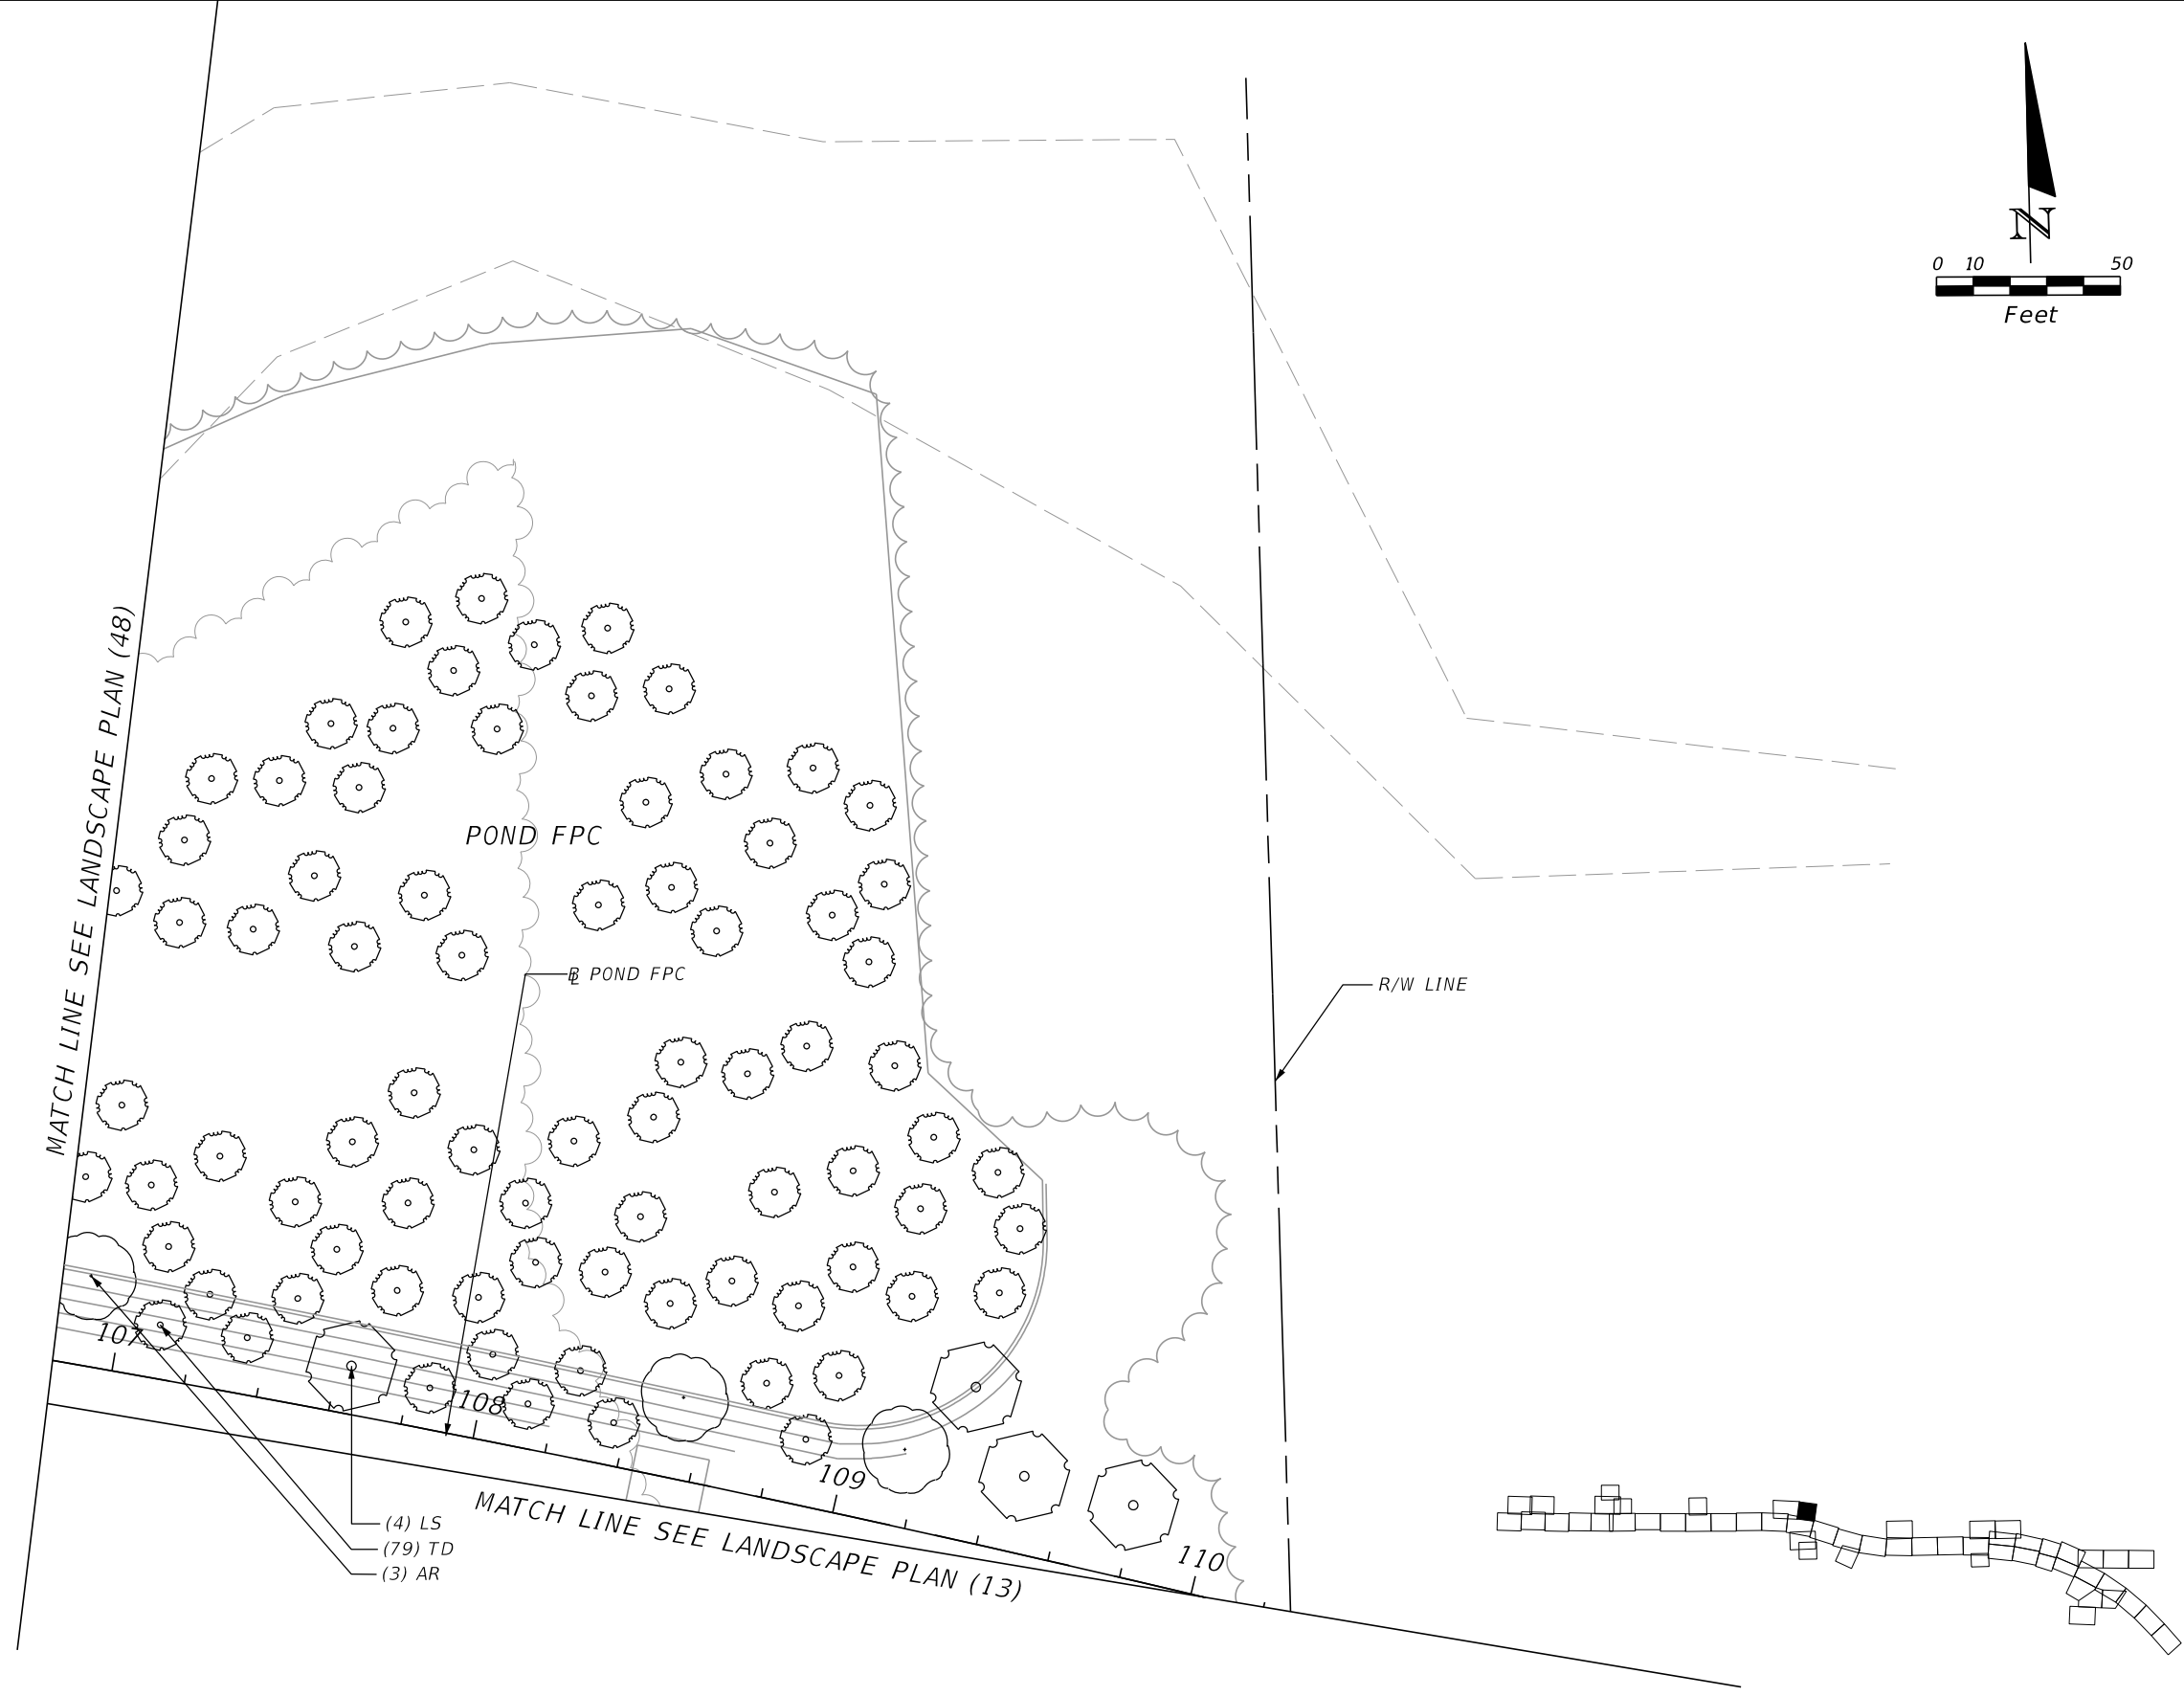 N
0 10 50
Feet
MATCH LINE SEE LANDSCAPE PLAN (48)
POND FPC
BL POND FPC
R/W LINE
107
108
109
110
(4) LS
(79) TD
(3) AR
MATCH LINE SEE LANDSCAPE PLAN (13)